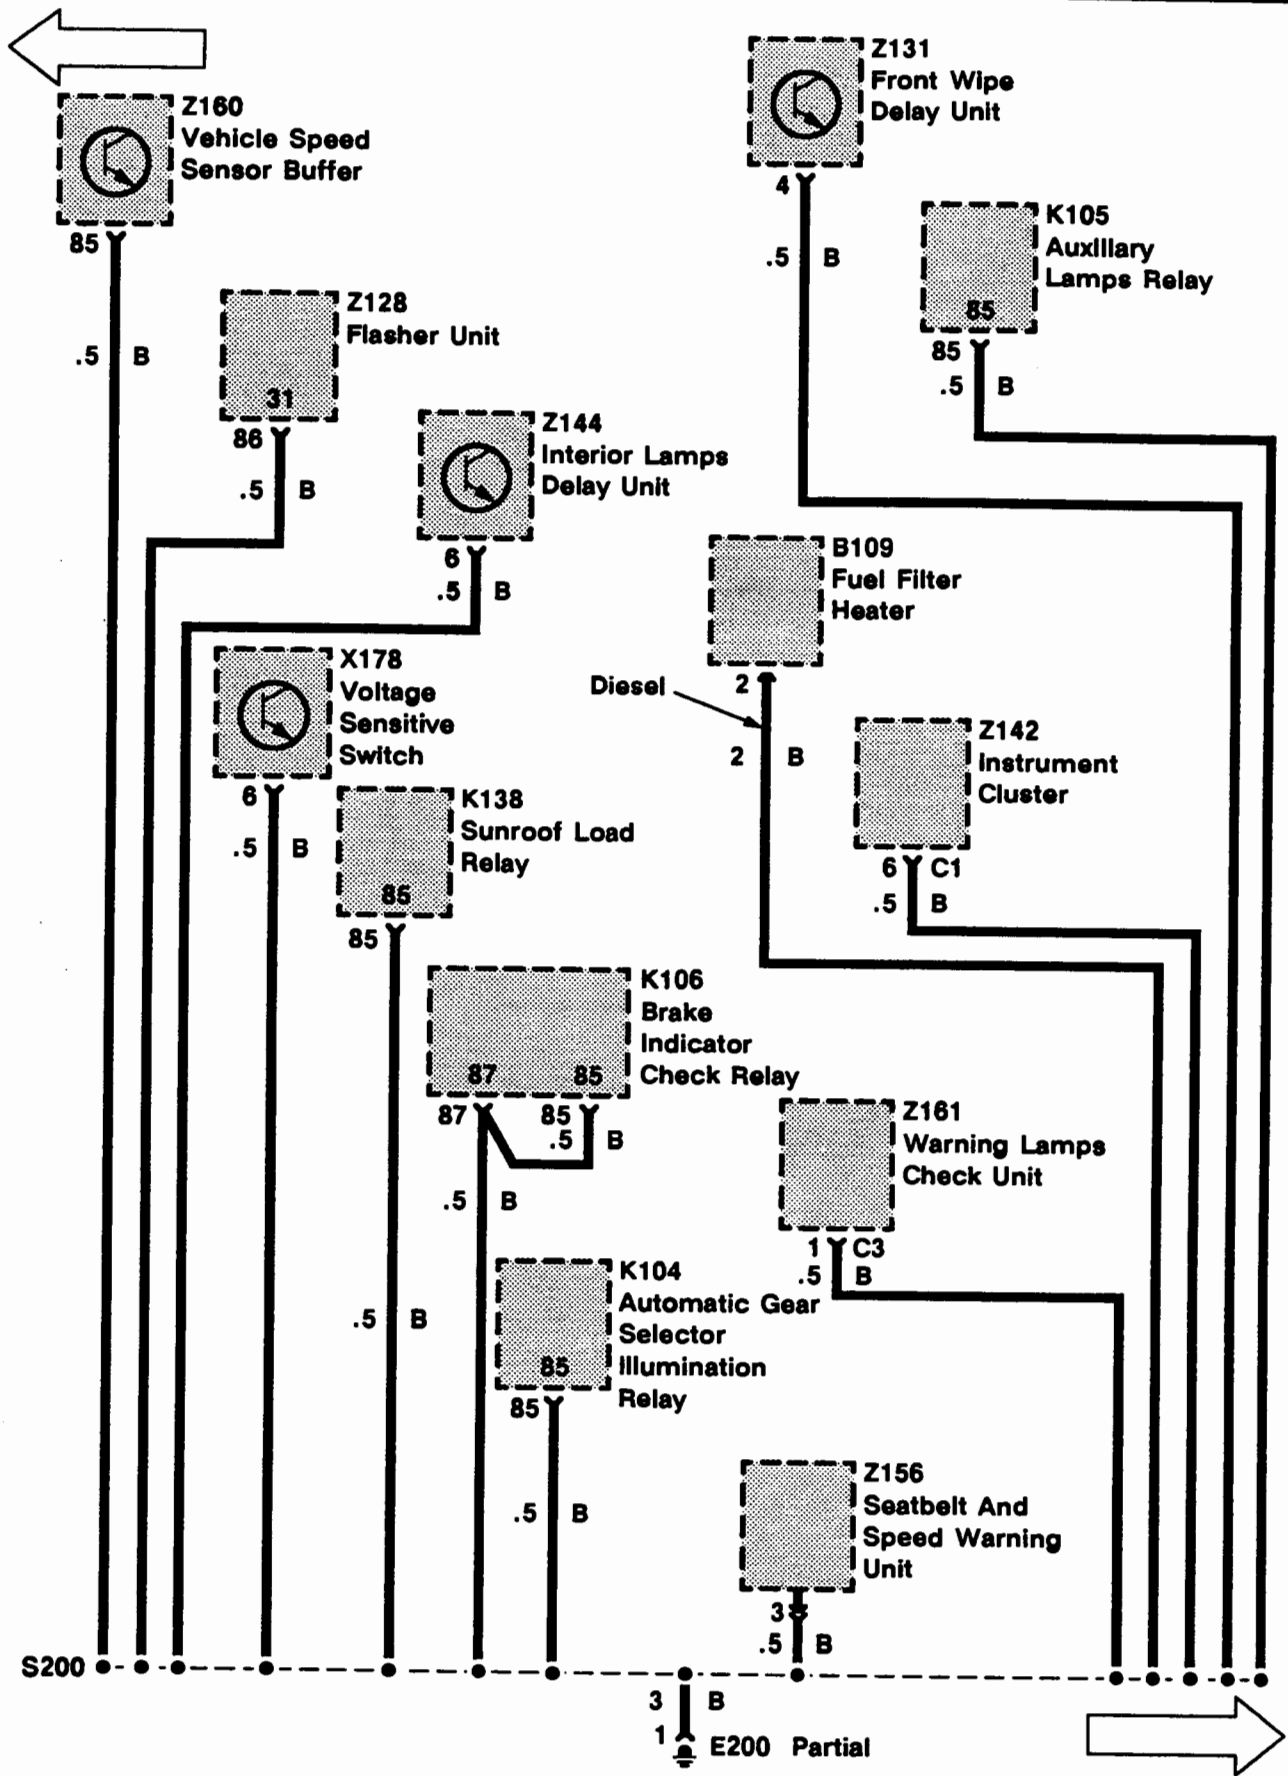 Z160
Vehicle Speed
Sensor Buffer
85
.5 B
Z128
Flasher Unit
31
86
.5 B
Z144
Interior Lamps
Delay Unit
6
.5 B
X178
Voltage
Sensitive
Switch
6
.5 B
K138
Sunroof Load
Relay
85
85
.5 B
K106
Brake
Indicator
Check Relay
87 85
87 85
.5 B
.5 B
K104
Automatic Gear
Selector
Illumination
Relay
85
85
.5 B
Z131
Front Wipe
Delay Unit
4
.5 B
K105
Auxiliary
Lamps Relay
85
85
.5 B
B109
Fuel Filter
Heater
Diesel
2
2 B
Z142
Instrument
Cluster
6 C1
.5 B
Z161
Warning Lamps
Check Unit
1 C3
.5 B
Z156
Seatbelt And
Speed Warning
Unit
3
.5 B
S200
3 B
1
E200 Partial